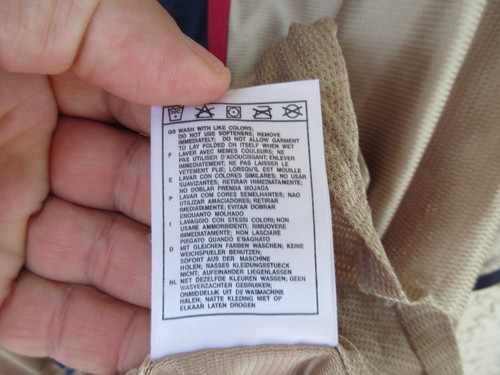 GB WASH WITH LIKE COLORS;
DO NOT USE SOFTENERS; REMOVE
IMMEDIATELY; DO NOT ALLOW GARMENT
TO LAY FOLDED ON ITSELF WHEN WET
F LAVER AVEC MEMES COULEURS; NE
PAS UTILISER D'ADOUCISSANT; ENLEVER
IMMEDIATEMENT; NE PAS LAISSER LE
VETEMENT PLIE; LORSQU'IL EST MOUILLE
E LAVAR CON COLORES SIMILARES; NO USAR
SUAVIZANTES; RETIRAR IMMEDIATAMENTE;
NO DOBLAR PRENDA MOJADA
P LAVAR COM CORES SEMELHANTES; NAO
UTILIZAR AMACIADORES; RETIRAR
IMEDIATAMENTE; EVITAR DOBRAR
ENQUANTO MOLHADO
I LAVAGGIO CON STESSI COLORI; NON
USARE AMMORBIDENTI; RIMUOVERE
IMMEDIATAMENTE; NON LASCIARE
PIEGATO QUANDO E'BAGNATO
D MIT GLEICHEN FARBEN WASCHEN; KEINE
WEICHSPUELER BENUTZEN;
SOFORT AUS DER MASCHINE
HOLEN; NASSES KLEIDUNGSSTUECK
NICHT; AUFEINANDER LIEGENLASSEN
NL MET DEZELFDE KLEUREN WASSEN; GEEN
WASVERZACHTER GEBRUIKEN;
ONMIDDELIJK UIT DE WASMACHINE
HALEN; NATTE KLEDING NIET OP
ELKAAR LATEN DROGEN